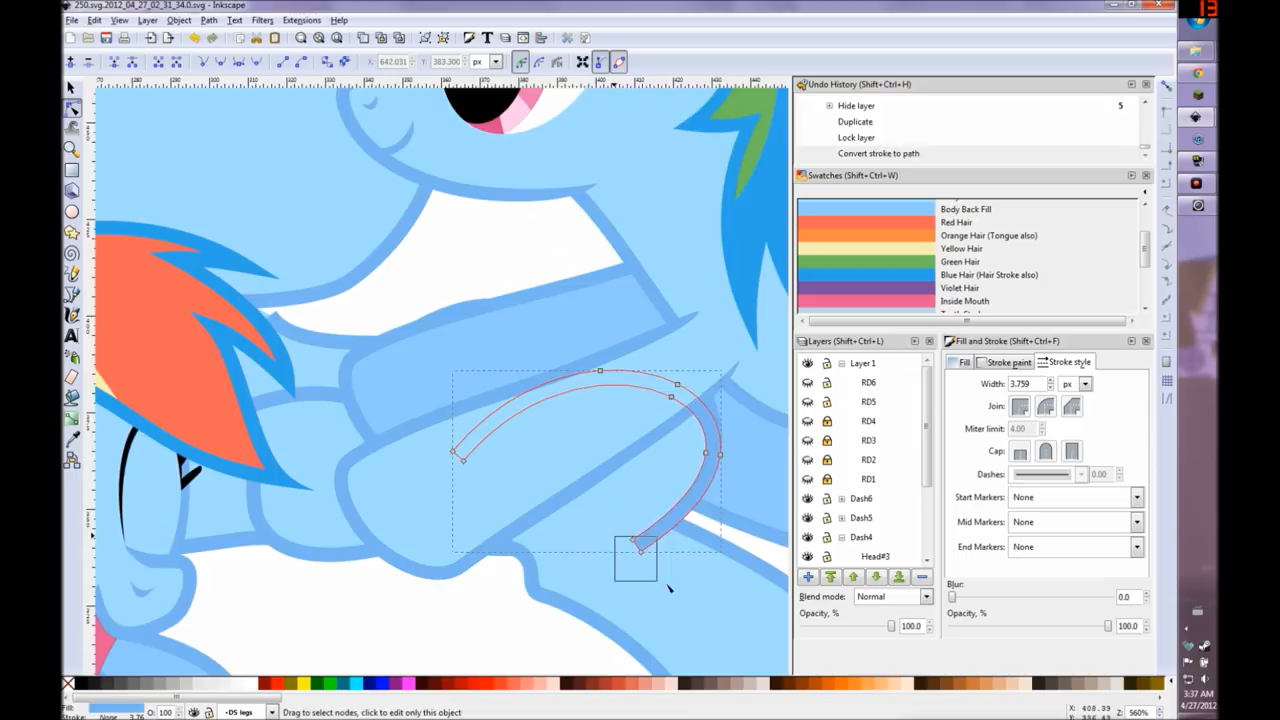 250.svg.2012_04_27_02_31_34.0.svg - Inkscape
13
File Edit View Layer Object Path Text Filters Extensions Help
X: 642.031 Y: 383.300 px
Undo History (Shift+Ctrl+H)
Hide layer 5
Duplicate
Lock layer
Convert stroke to path
Swatches (Shift+Ctrl+W)
Body Back Fill
Red Hair
Orange Hair (Tongue also)
Yellow Hair
Green Hair
Blue Hair (Hair Stroke also)
Violet Hair
Inside Mouth
Layers (Shift+Ctrl+L)
Layer 1
RD6
RD5
RD4
RD3
RD2
RD1
Dash6
Dash5
Dash4
Head#3
Blend mode: Normal
Opacity, %
100.0
Fill and Stroke (Shift+Ctrl+F)
Fill Stroke paint Stroke style
Width: 3.759 px
Join:
Miter limit: 4.00
Cap:
Dashes: 0.00
Start Markers: None
Mid Markers: None
End Markers: None
Blur:
0.0
Opacity, %
100.0
Fill:
Stroke: None 3.76
O: 100
•DS legs
Drag to select nodes, click to edit only this object
X: 408.39
Z: 560%
3:37 AM
4/27/2012